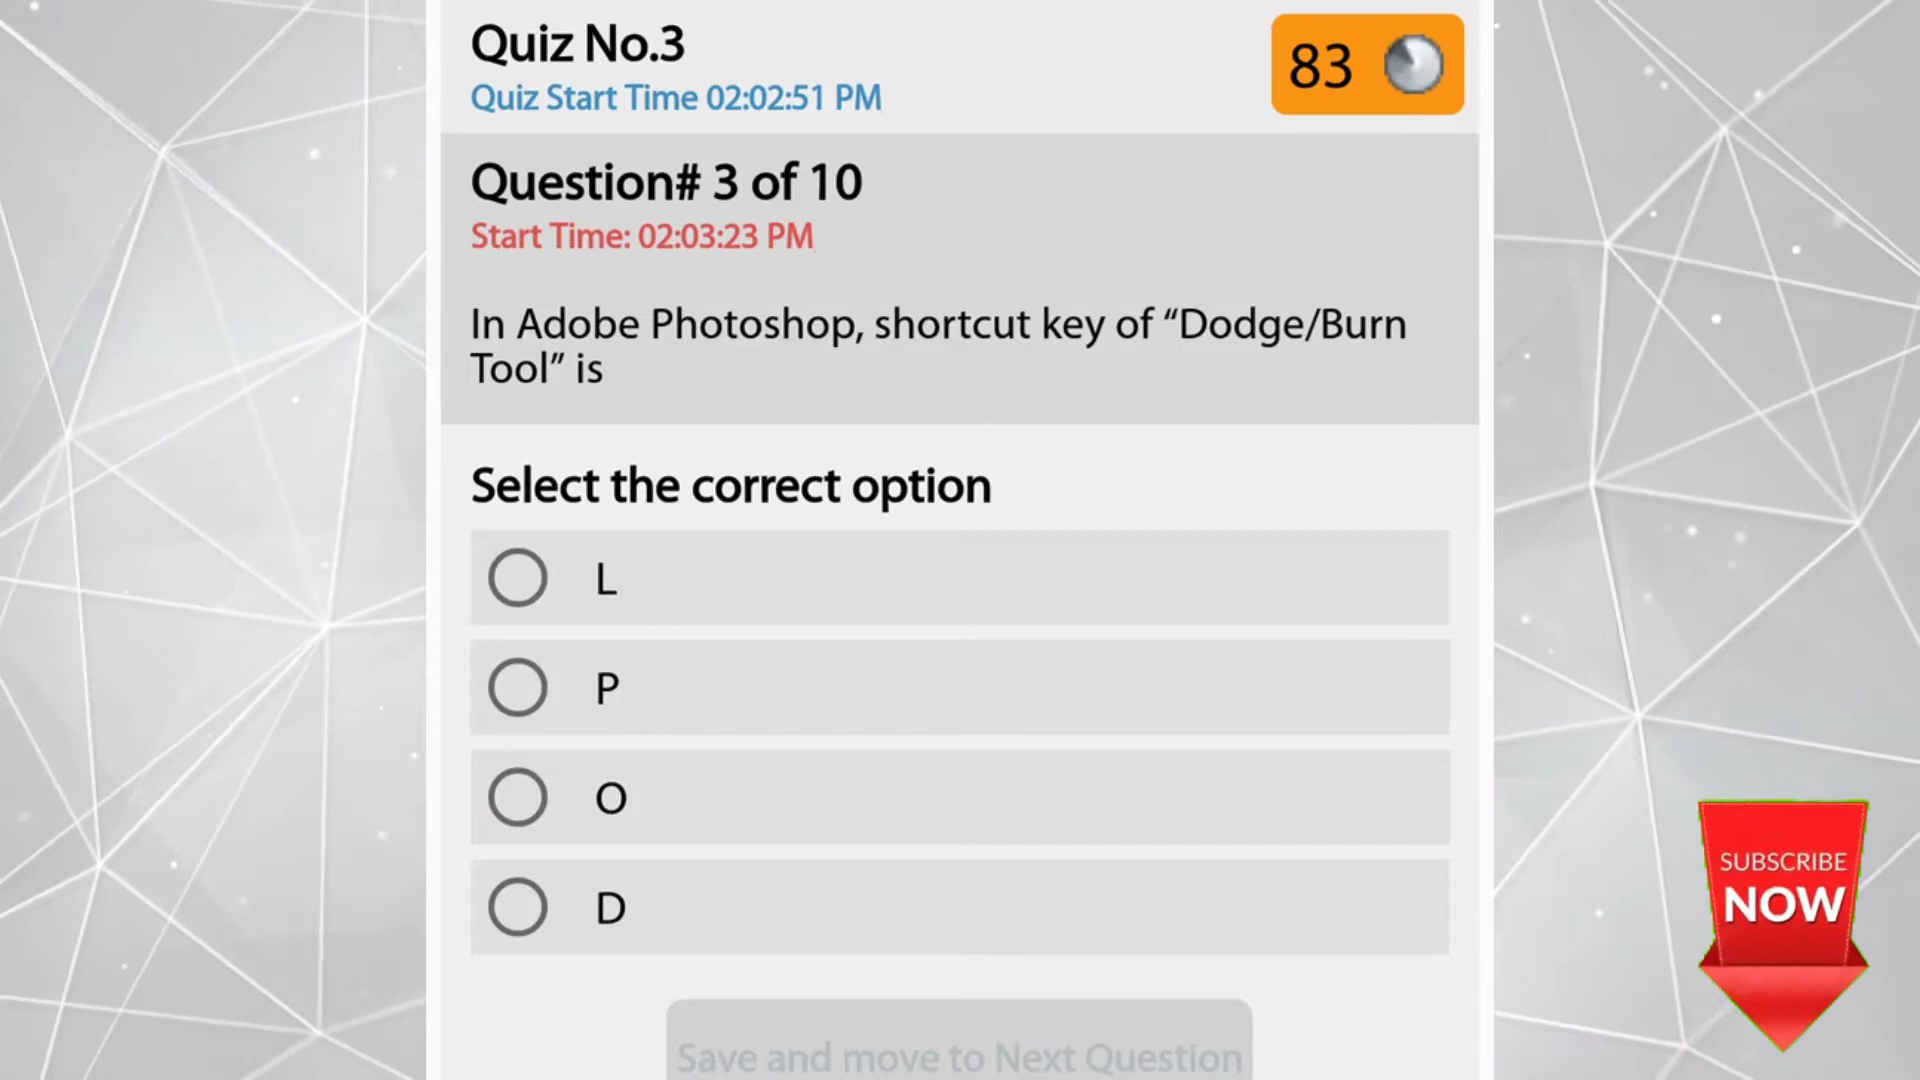 Quiz No.3
83
Quiz Start Time 02:02:51 PM
Question# 3 of 10
Start Time: 02:03:23 PM
In Adobe Photoshop, shortcut key of “Dodge/Burn
Tool” is
Select the correct option
L
P
O
D
Save and move to Next Question
SUBSCRIBE
NOW